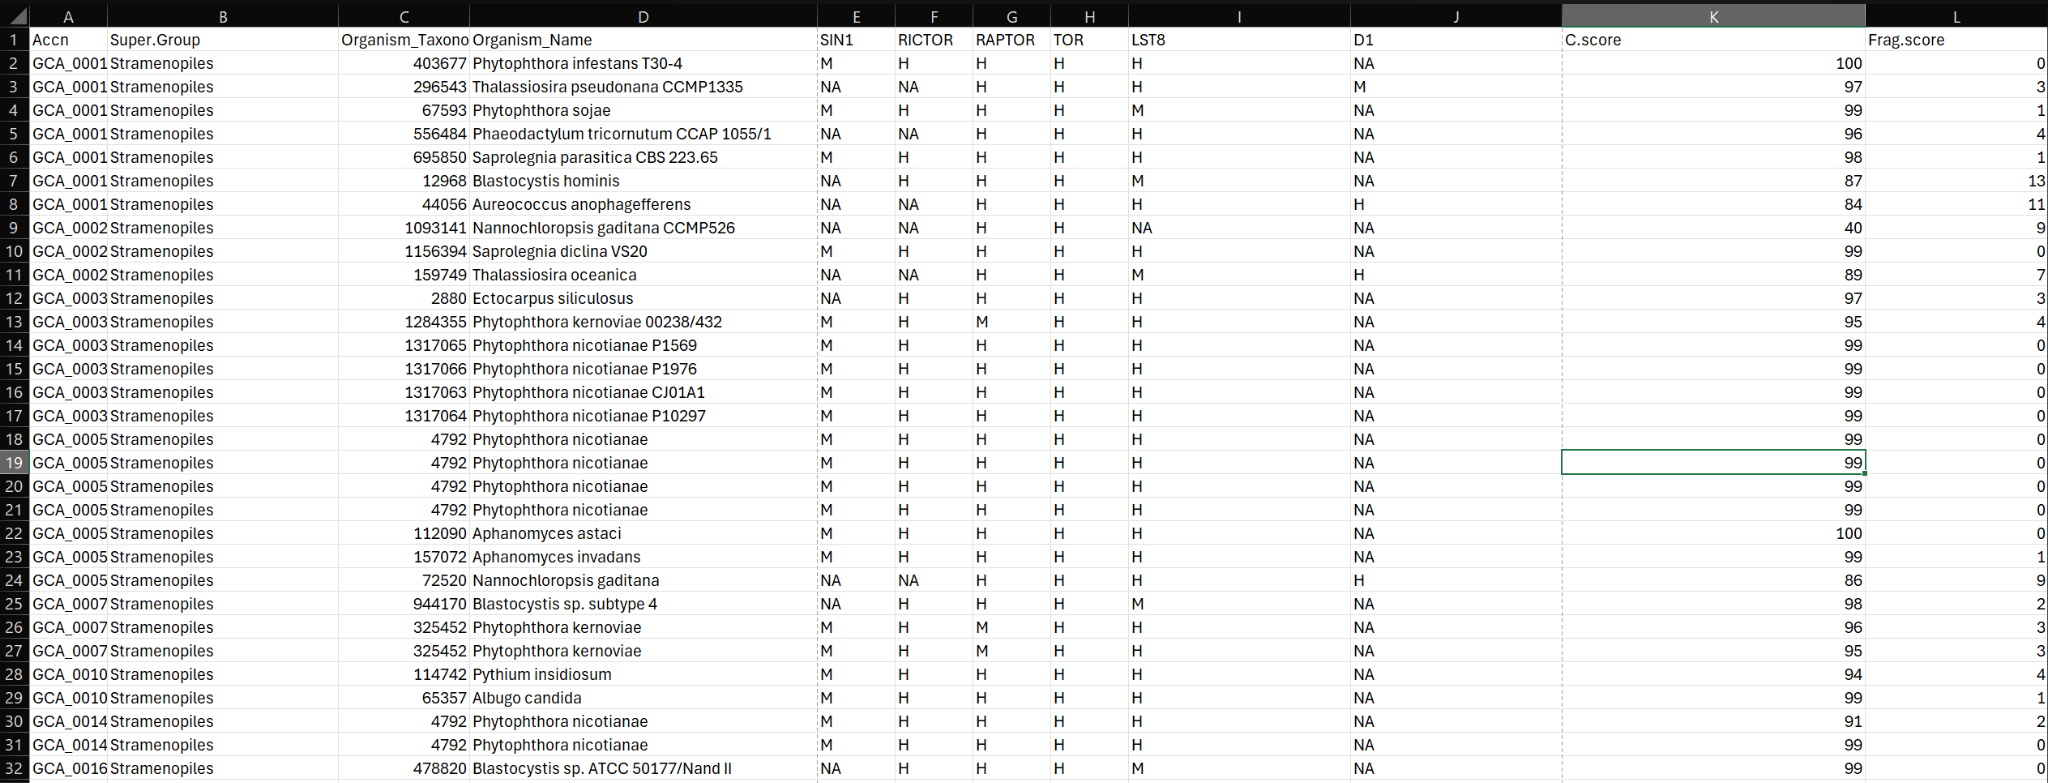 A B C D E F G H I J K L
1 Accn Super.Group Organism_Taxono Organism_Name SIN1 RICTOR RAPTOR TOR LST8 D1 C.score Frag.score
2 GCA_0001 Stramenopiles 403677 Phytophthora infestans T30-4 M H H H H NA 100 0
3 GCA_0001 Stramenopiles 296543 Thalassiosira pseudonana CCMP1335 NA NA H H H M 97 3
4 GCA_0001 Stramenopiles 67593 Phytophthora sojae M H H H M NA 99 1
5 GCA_0001 Stramenopiles 556484 Phaeodactylum tricornutum CCAP 1055/1 NA NA H H H NA 96 4
6 GCA_0001 Stramenopiles 695850 Saprolegnia parasitica CBS 223.65 M H H H H NA 98 1
7 GCA_0001 Stramenopiles 12968 Blastocystis hominis NA H H H M NA 87 13
8 GCA_0001 Stramenopiles 44056 Aureococcus anophagefferens NA NA H H H H 84 11
9 GCA_0002 Stramenopiles 1093141 Nannochloropsis gaditana CCMP526 NA NA H H NA NA 40 9
10 GCA_0002 Stramenopiles 1156394 Saprolegnia diclina VS20 M H H H H NA 99 0
11 GCA_0002 Stramenopiles 159749 Thalassiosira oceanica NA NA H H M H 89 7
12 GCA_0003 Stramenopiles 2880 Ectocarpus siliculosus NA H H H H NA 97 3
13 GCA_0003 Stramenopiles 1284355 Phytophthora kernoviae 00238/432 M H M H H NA 95 4
14 GCA_0003 Stramenopiles 1317065 Phytophthora nicotianae P1569 M H H H H NA 99 0
15 GCA_0003 Stramenopiles 1317066 Phytophthora nicotianae P1976 M H H H H NA 99 0
16 GCA_0003 Stramenopiles 1317063 Phytophthora nicotianae CJ01A1 M H H H H NA 99 0
17 GCA_0003 Stramenopiles 1317064 Phytophthora nicotianae P10297 M H H H H NA 99 0
18 GCA_0005 Stramenopiles 4792 Phytophthora nicotianae M H H H H NA 99 0
19 GCA_0005 Stramenopiles 4792 Phytophthora nicotianae M H H H H NA 99 0
20 GCA_0005 Stramenopiles 4792 Phytophthora nicotianae M H H H H NA 99 0
21 GCA_0005 Stramenopiles 4792 Phytophthora nicotianae M H H H H NA 99 0
22 GCA_0005 Stramenopiles 112090 Aphanomyces astaci M H H H H NA 100 0
23 GCA_0005 Stramenopiles 157072 Aphanomyces invadans M H H H H NA 99 1
24 GCA_0005 Stramenopiles 72520 Nannochloropsis gaditana NA NA H H H H 86 9
25 GCA_0007 Stramenopiles 944170 Blastocystis sp. subtype 4 NA H H H M NA 98 2
26 GCA_0007 Stramenopiles 325452 Phytophthora kernoviae M H M H H NA 96 3
27 GCA_0007 Stramenopiles 325452 Phytophthora kernoviae M H M H H NA 95 3
28 GCA_0010 Stramenopiles 114742 Pythium insidiosum M H H H H NA 94 4
29 GCA_0010 Stramenopiles 65357 Albugo candida M H H H H NA 99 1
30 GCA_0014 Stramenopiles 4792 Phytophthora nicotianae M H H H H NA 91 2
31 GCA_0014 Stramenopiles 4792 Phytophthora nicotianae M H H H H NA 99 0
32 GCA_0016 Stramenopiles 478820 Blastocystis sp. ATCC 50177/Nand II NA H H H M NA 99 0